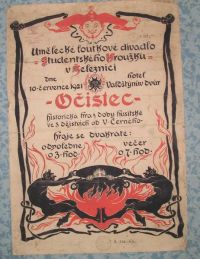 Umělecké loutkové divadlo
Studentského Kroužku
v Železnici
dne
hotel
10. července 1921
Valdštýnův Dvůr
- Očistec -
historická hra z doby husitské
ve 3 dějstvích od V. Černého
hraje se dvakráte:
odpoledne
o 3. hod.
večer
o 7. hod.